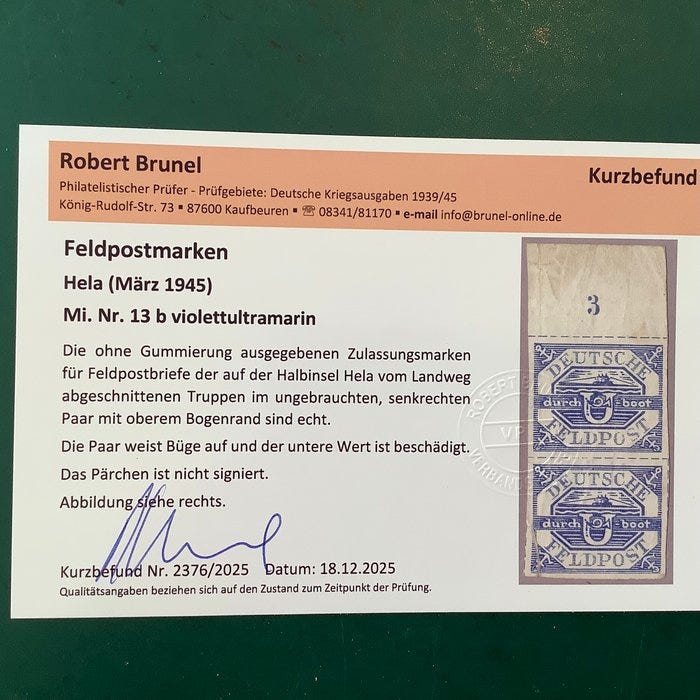 Robert Brunel
Kurzbefund
Philatelistischer Prüfer - Prüfgebiete: Deutsche Kriegsausgaben 1939/45
König-Rudolf-Str. 73 ▪ 87600 Kaufbeuren ▪ ☏ 08341/81170 ▪ e-mail info@brunel-online.de
Feldpostmarken
Hela (März 1945)
Mi. Nr. 13 b violettultramarin
Die ohne Gummierung ausgegebenen Zulassungsmarken
für Feldpostbriefe der auf der Halbinsel Hela vom Landweg
abgeschnittenen Truppen im ungebrauchten, senkrechten
Paar mit oberem Bogenrand sind echt.
Die Paar weist Büge auf und der untere Wert ist beschädigt.
Das Pärchen ist nicht signiert.
Abbildung siehe rechts.
Kurzbefund Nr. 2376/2025 Datum: 18.12.2025
Qualitätsangaben beziehen sich auf den Zustand zum Zeitpunkt der Prüfung.
3
DEUTSCHE
durch U boot
FELDPOST
DEUTSCHE
durch U boot
FELDPOST
ROBERT
VP
VERBANDS